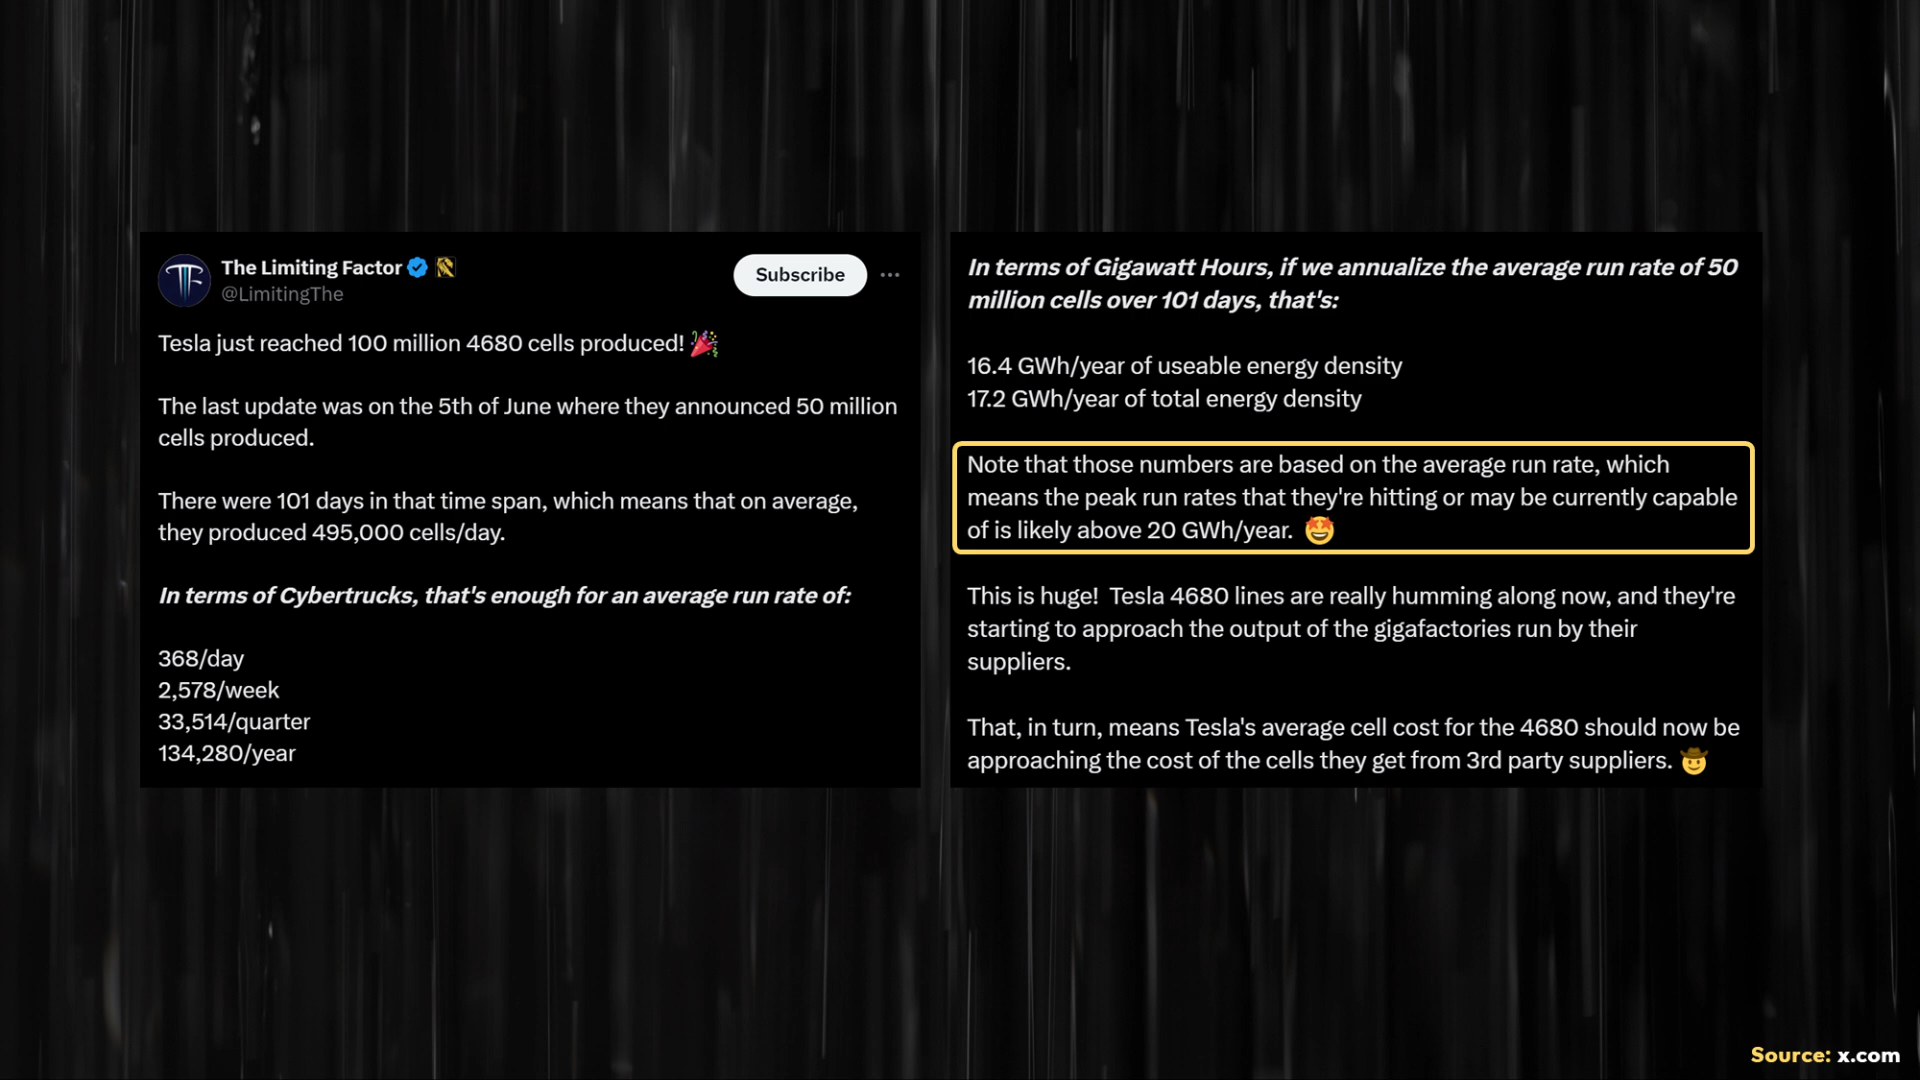 The Limiting Factor
@LimitingThe
Subscribe
Tesla just reached 100 million 4680 cells produced! 🎉
The last update was on the 5th of June where they announced 50 million
cells produced.
There were 101 days in that time span, which means that on average,
they produced 495,000 cells/day.
In terms of Cybertrucks, that's enough for an average run rate of:
368/day
2,578/week
33,514/quarter
134,280/year
In terms of Gigawatt Hours, if we annualize the average run rate of 50
million cells over 101 days, that's:
16.4 GWh/year of useable energy density
17.2 GWh/year of total energy density
Note that those numbers are based on the average run rate, which
means the peak run rates that they're hitting or may be currently capable
of is likely above 20 GWh/year. 🤩
This is huge! Tesla 4680 lines are really humming along now, and they're
starting to approach the output of the gigafactories run by their
suppliers.
That, in turn, means Tesla's average cell cost for the 4680 should now be
approaching the cost of the cells they get from 3rd party suppliers. 🤠
Source: x.com